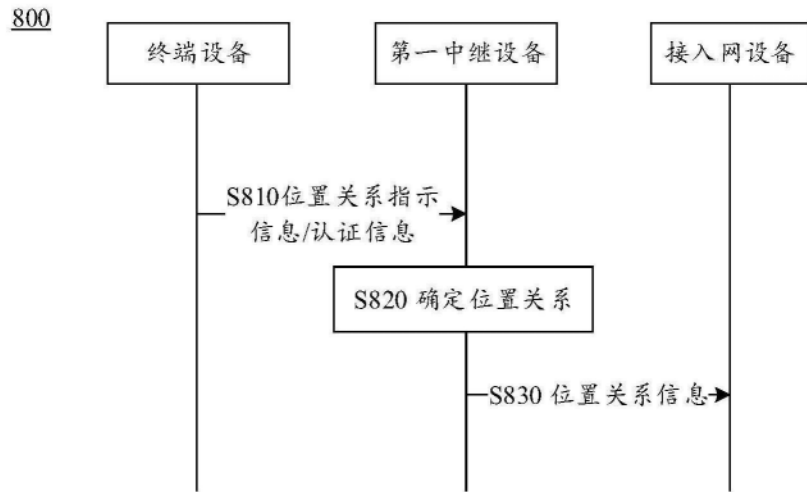 800
终端设备
第一中继设备
接入网设备
S810位置关系指示
信息/认证信息
S820 确定位置关系
S830 位置关系信息